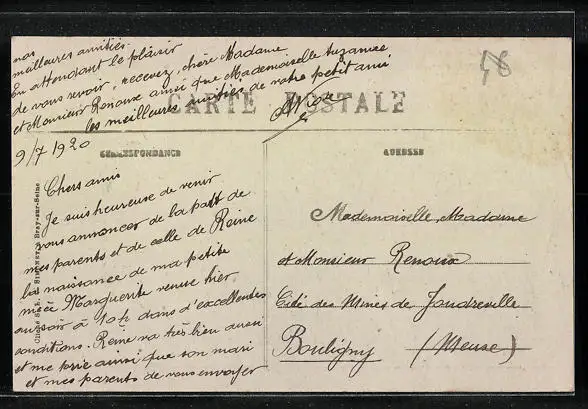 nos
meilleures amitiés.
En attendant le plaisir
de vous revoir, recevez, chère Madame
et Monsieur Renoux ainsi que Mademoiselle Suzanne
les meilleures amitiés de votre petit ami
CARTE POSTALE
9/7 1920
CORRESPONDANCE
ADRESSE
Chers amis
Je suis heureuse de venir
vous annoncer de la part de
mes parents et de celle de Reine
la naissance de ma petite
nièce Marguerite venue hier
au soir à 10h dans d'excellentes
conditions. Reine va très bien aussi
et me prie ainsi que son mari
et mes parents de vous envoyer
Mademoiselle, Meadame
et Monsieur Renoux
Cité des Mines de Joudreville
Bouligny (Meuse)
Bray-sur-Seine